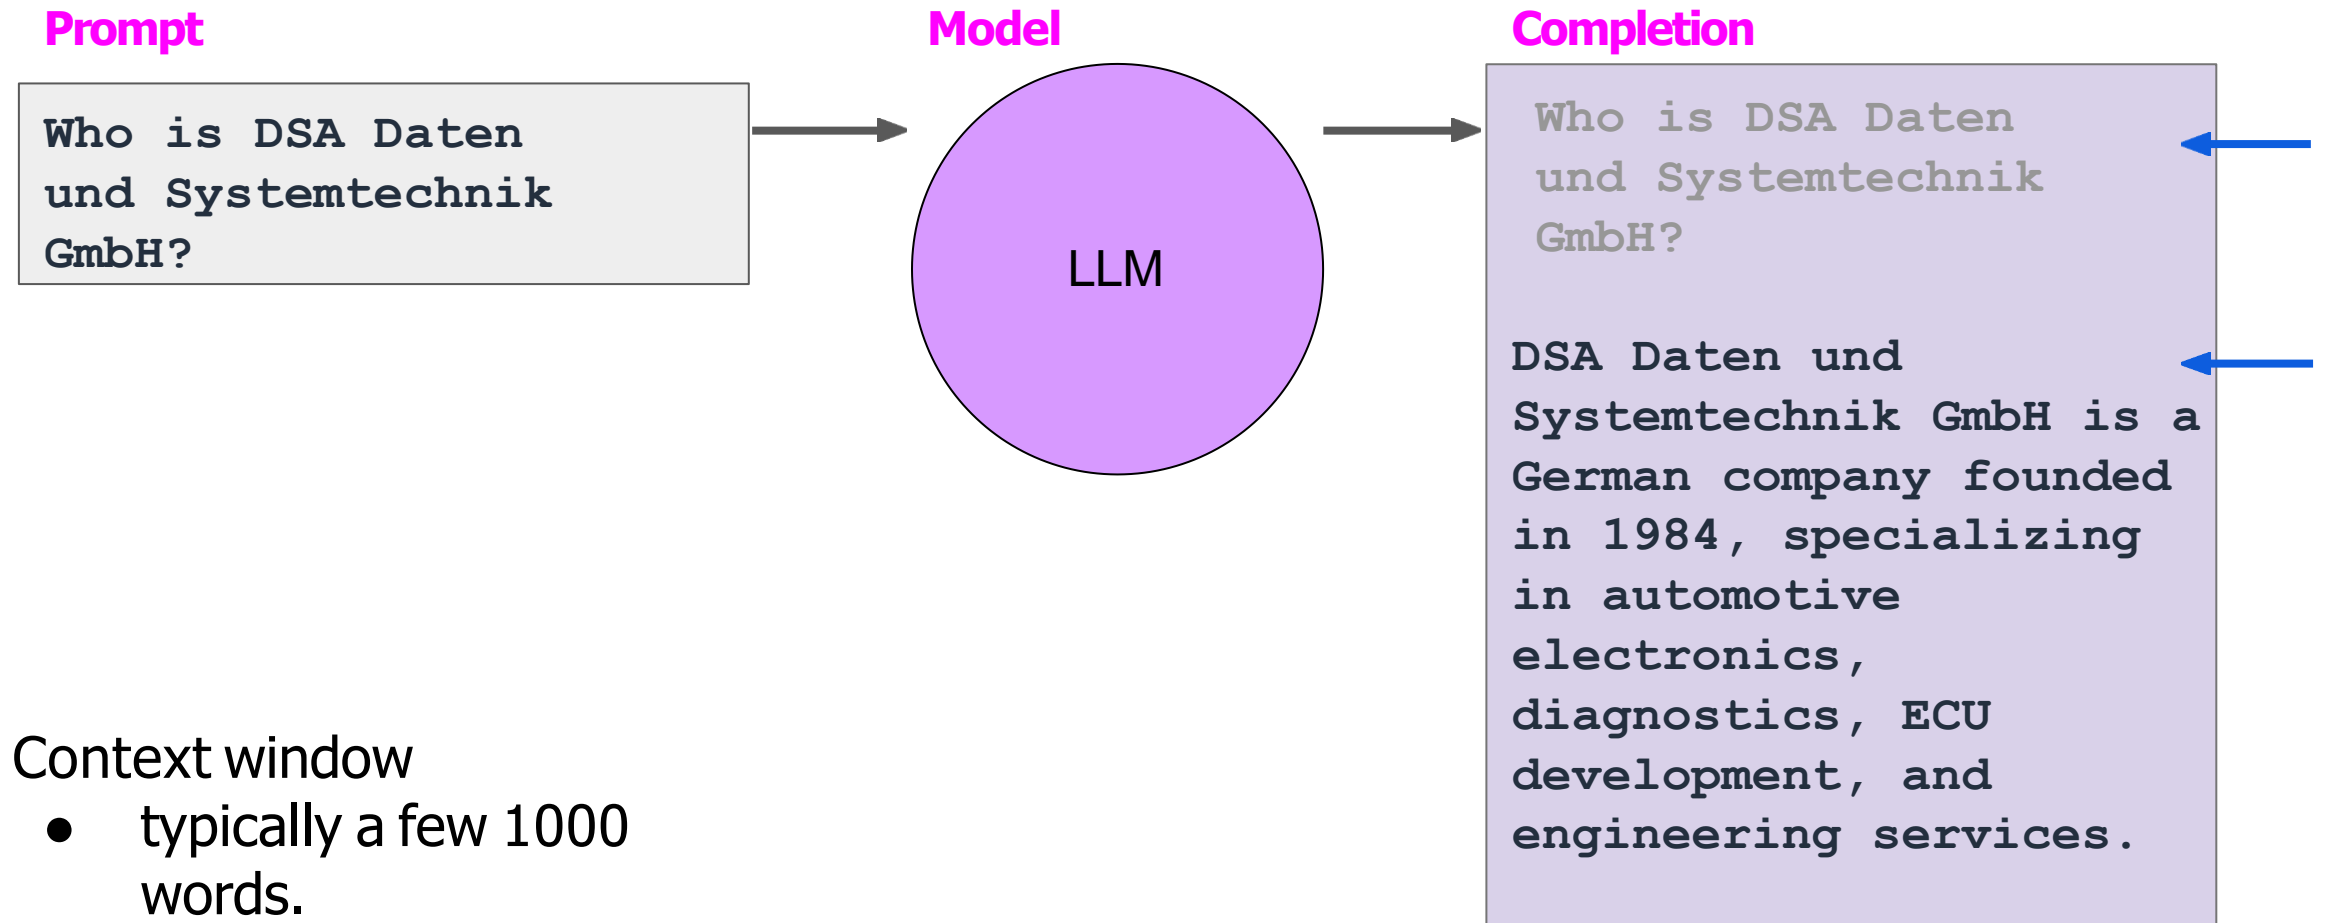 Prompt
Model
Completion
Who is DSA Daten
und Systemtechnik
GmbH?
LLM
Who is DSA Daten
und Systemtechnik
GmbH?
DSA Daten und
Systemtechnik GmbH is a
German company founded
in 1984, specializing
in automotive
electronics,
diagnostics, ECU
development, and
engineering services.
Context window
● typically a few 1000
words.